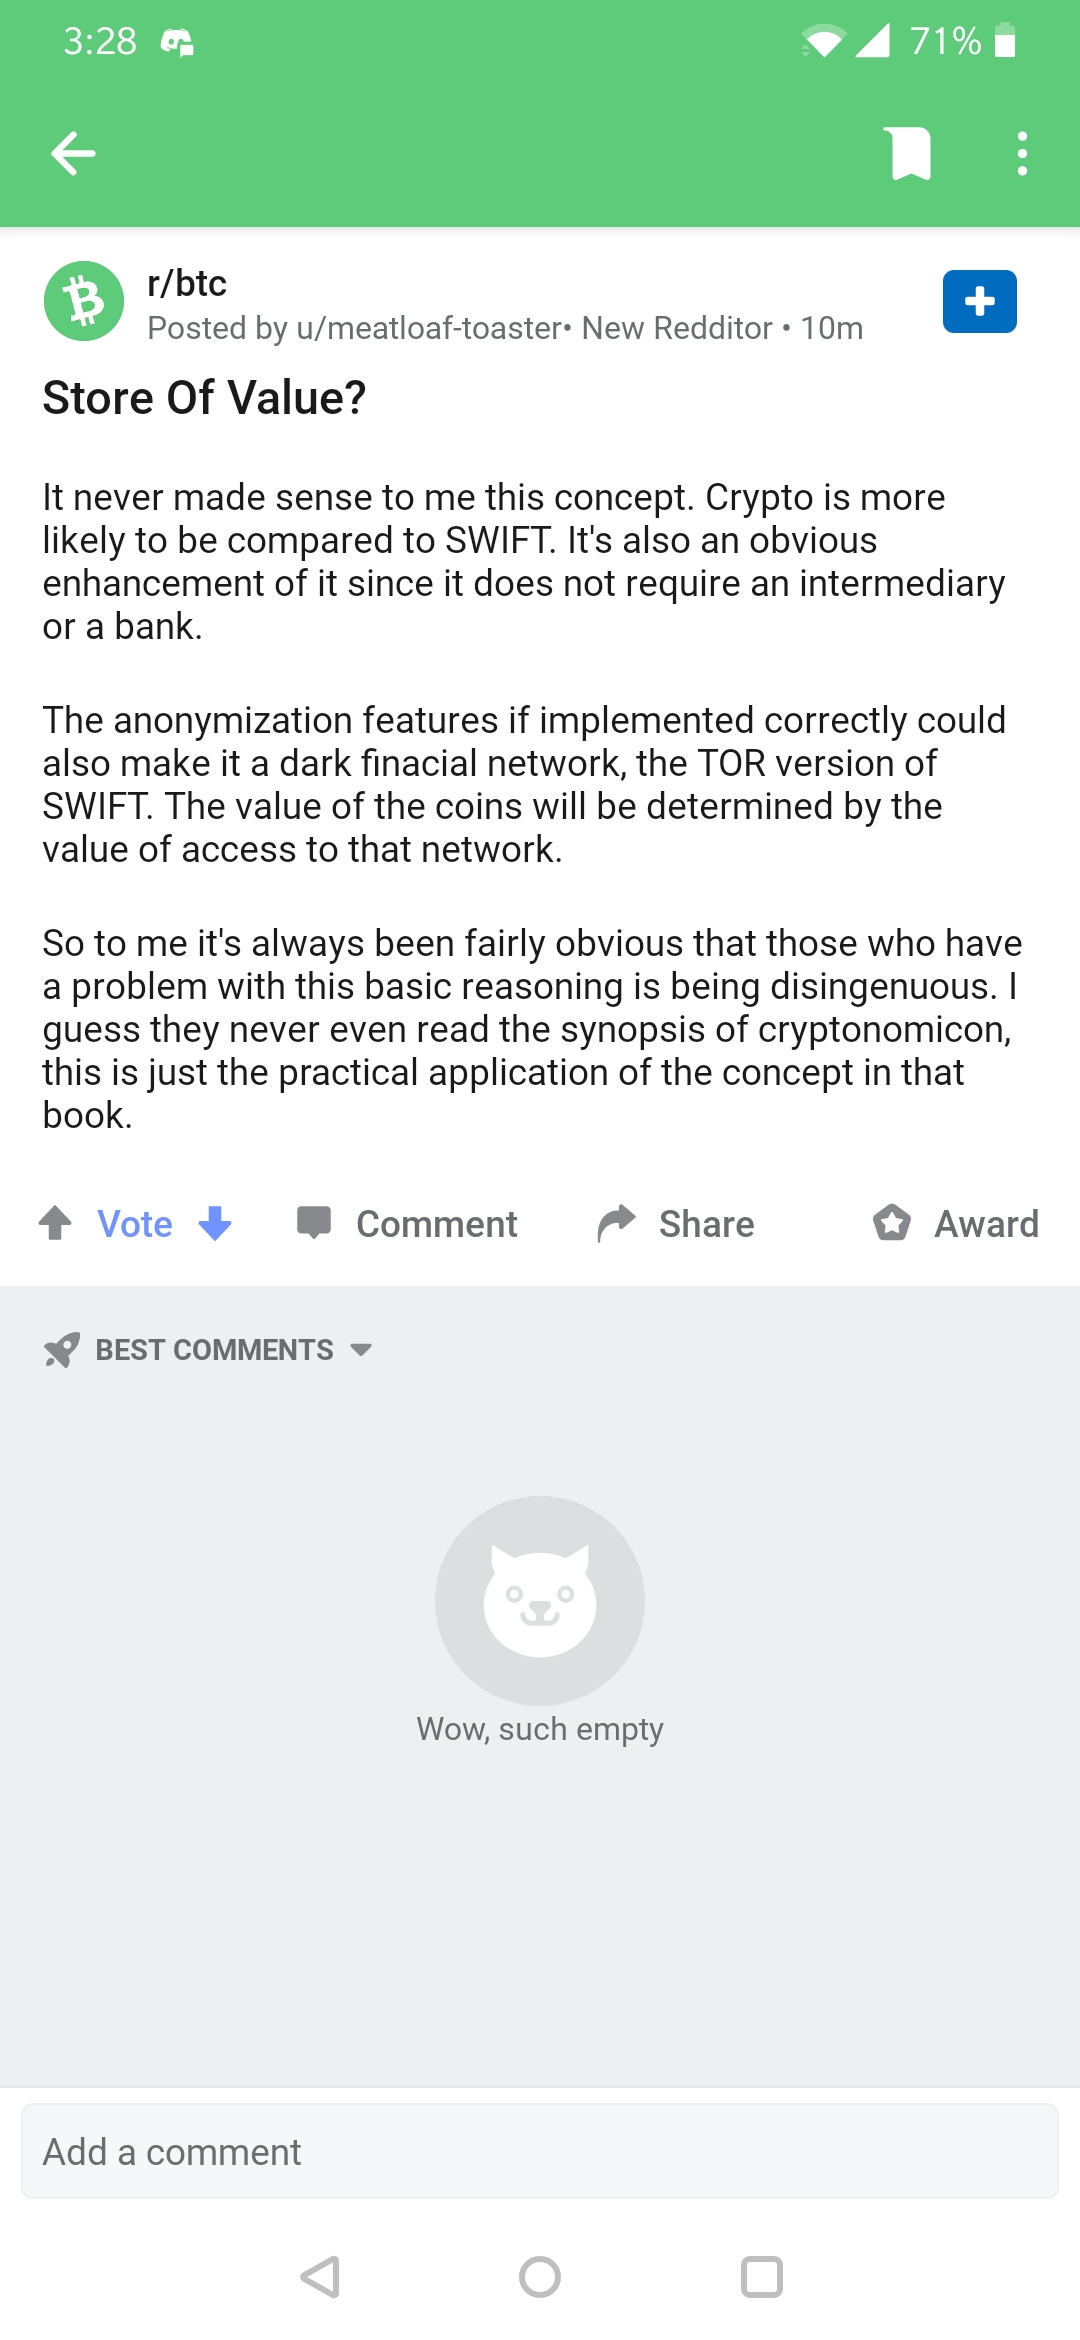 3:28
71%
r/btc
Posted by u/meatloaf-toaster• New Redditor • 10m
Store Of Value?
It never made sense to me this concept. Crypto is more
likely to be compared to SWIFT. It's also an obvious
enhancement of it since it does not require an intermediary
or a bank.
The anonymization features if implemented correctly could
also make it a dark finacial network, the TOR version of
SWIFT. The value of the coins will be determined by the
value of access to that network.
So to me it's always been fairly obvious that those who have
a problem with this basic reasoning is being disingenuous. I
guess they never even read the synopsis of cryptonomicon,
this is just the practical application of the concept in that
book.
Vote
Comment
Share
Award
BEST COMMENTS
Wow, such empty
Add a comment